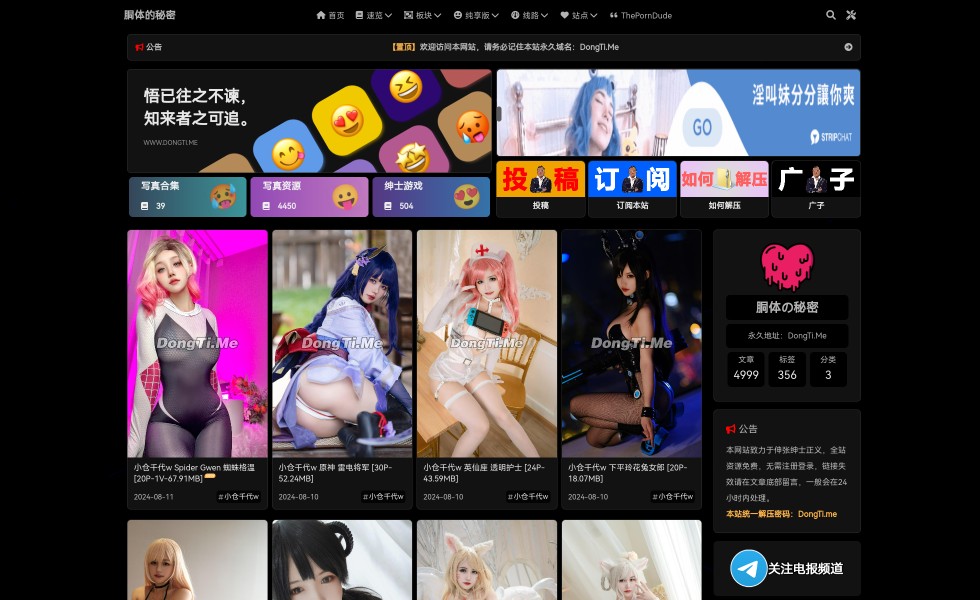 胴体的秘密
首页 速览 板块 纯享版 线路 站点 ThePornDude
公告
【置顶】欢迎访问本网站，请务必记住本站永久域名：DongTi.Me
悟已往之不谏，
知来者之可追。
WWW.DONGTI.ME
淫叫妹分分讓你爽
GO
STRIPCHAT
写真合集
39
写真资源
4450
绅士游戏
504
投稿
投稿
订阅
订阅本站
如何解压
如何解压
广子
广子
DongTi.Me
小仓千代w Spider Gwen 蜘蛛格温
[20P-1V-67.91MB]
2024-08-11
#小仓千代w
DongTi.Me
小仓千代w 原神 雷电将军 [30P-
52.24MB]
2024-08-10
#小仓千代w
DongTi.Me
小仓千代w 英仙座 透明护士 [24P-
43.59MB]
2024-08-10
#小仓千代w
DongTi.Me
小仓千代w 下平玲花兔女郎 [20P-
18.07MB]
2024-08-10
#小仓千代w
胴体の秘密
永久地址：DongTi.Me
文章 标签 分类
4999 356 3
公告
本网站致力于伸张绅士正义，全站
资源免费，无需注册登录，链接失
效请在文章底部留言，一般会在24
小时内处理。
本站统一解压密码：DongTi.me
关注电报频道